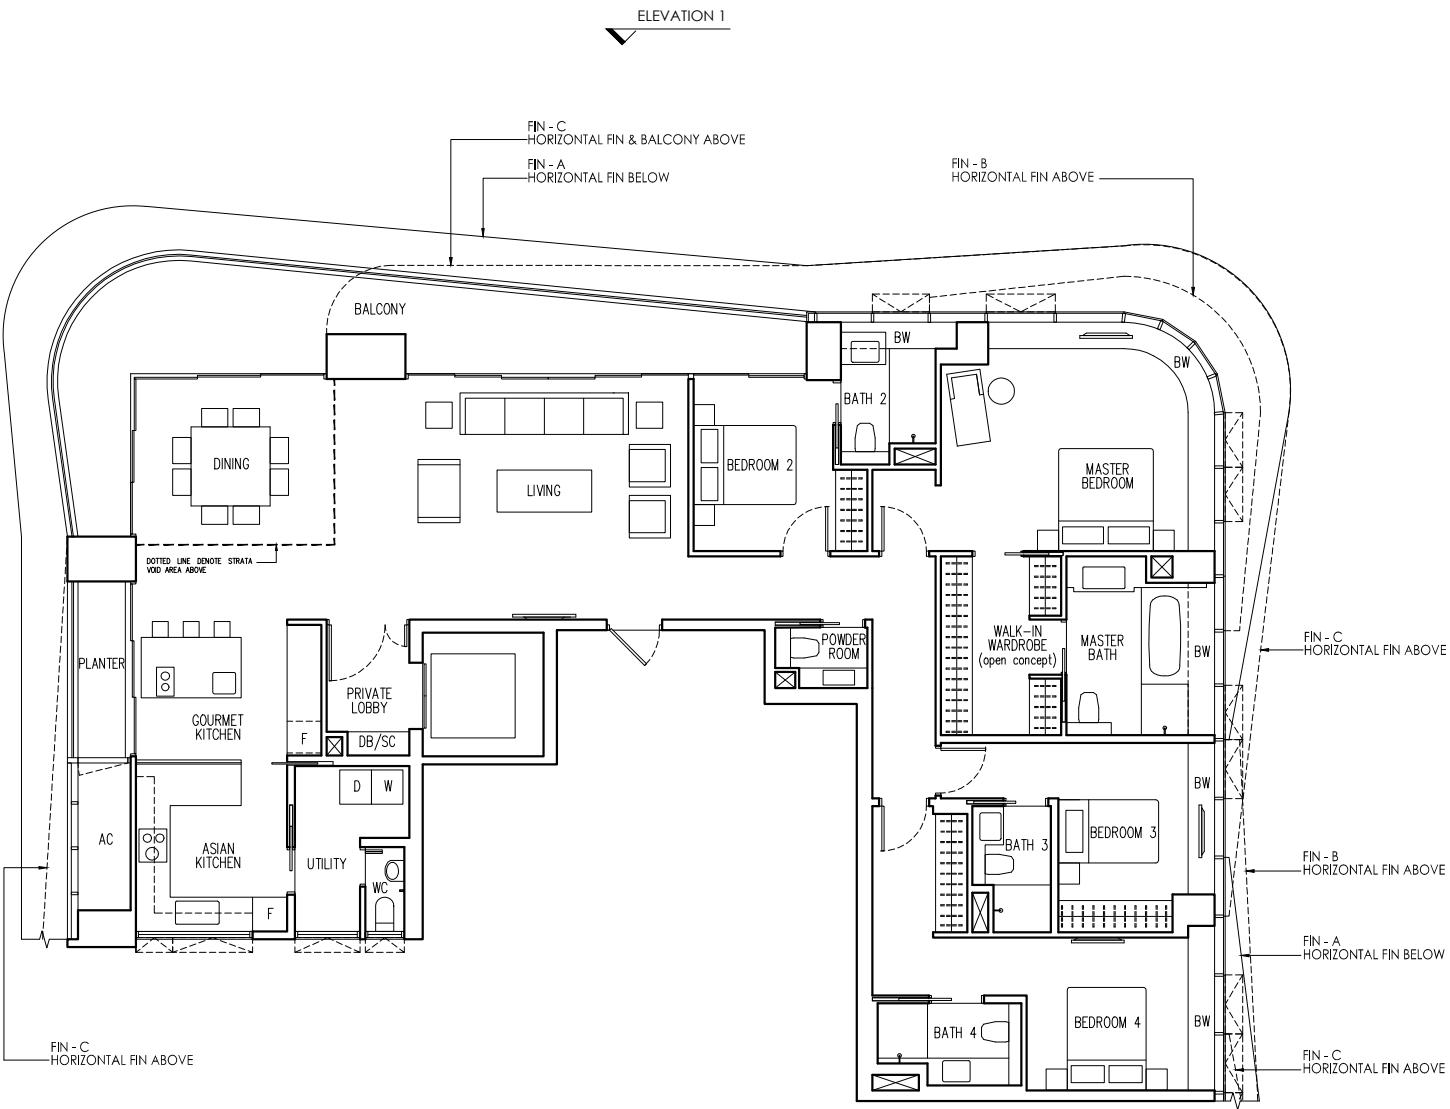 ELEVATION 1
FIN - C
HORIZONTAL FIN & BALCONY ABOVE
FIN - A
HORIZONTAL FIN BELOW
FIN - B
HORIZONTAL FIN ABOVE
BALCONY
BW
BW
BATH 2
DINING
LIVING
BEDROOM 2
MASTER
BEDROOM
DOTTED LINE DENOTE STRATA
VOID AREA ABOVE
PLANTER
GOURMET
KITCHEN
PRIVATE
LOBBY
F
DB/SC
POWDER
ROOM
WALK-IN
WARDROBE
(open concept)
MASTER
BATH
BW
FIN - C
HORIZONTAL FIN ABOVE
D
W
AC
ASIAN
KITCHEN
UTILITY
WC
F
BATH 3
BEDROOM 3
BW
FIN - B
HORIZONTAL FIN ABOVE
FIN - A
HORIZONTAL FIN BELOW
BATH 4
BEDROOM 4
BW
FIN - C
HORIZONTAL FIN ABOVE
FIN - C
HORIZONTAL FIN ABOVE